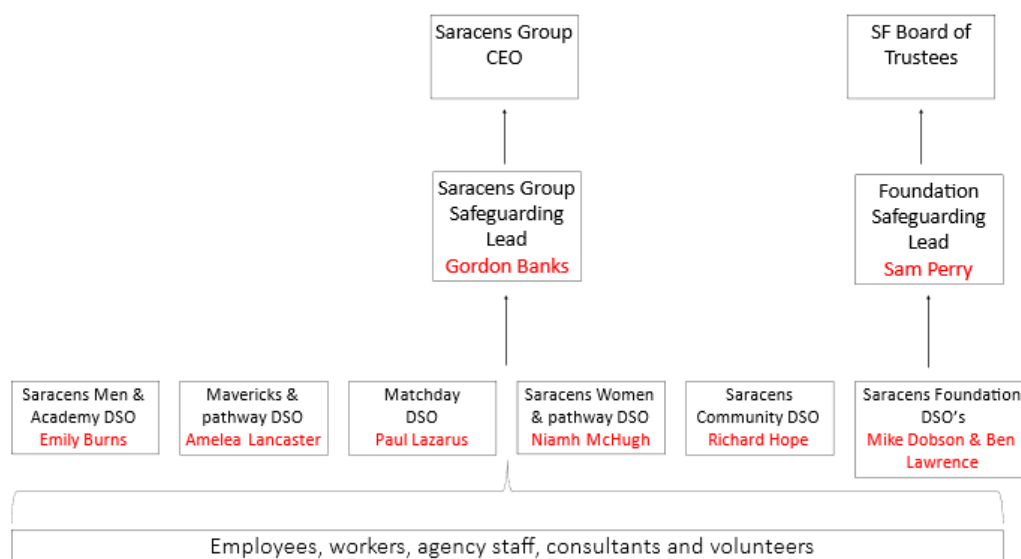 Saracens Group
CEO
SF Board of
Trustees
Saracens Group
Safeguarding
Lead
Gordon Banks
Foundation
Safeguarding
Lead
Sam Perry
Saracens Men &
Academy DSO
Emily Burns
Mavericks &
pathway DSO
Amelea Lancaster
Matchday
DSO
Paul Lazarus
Saracens Women
& pathway DSO
Niamh McHugh
Saracens
Community DSO
Richard Hope
Saracens Foundation
DSO's
Mike Dobson & Ben
Lawrence
Employees, workers, agency staff, consultants and volunteers